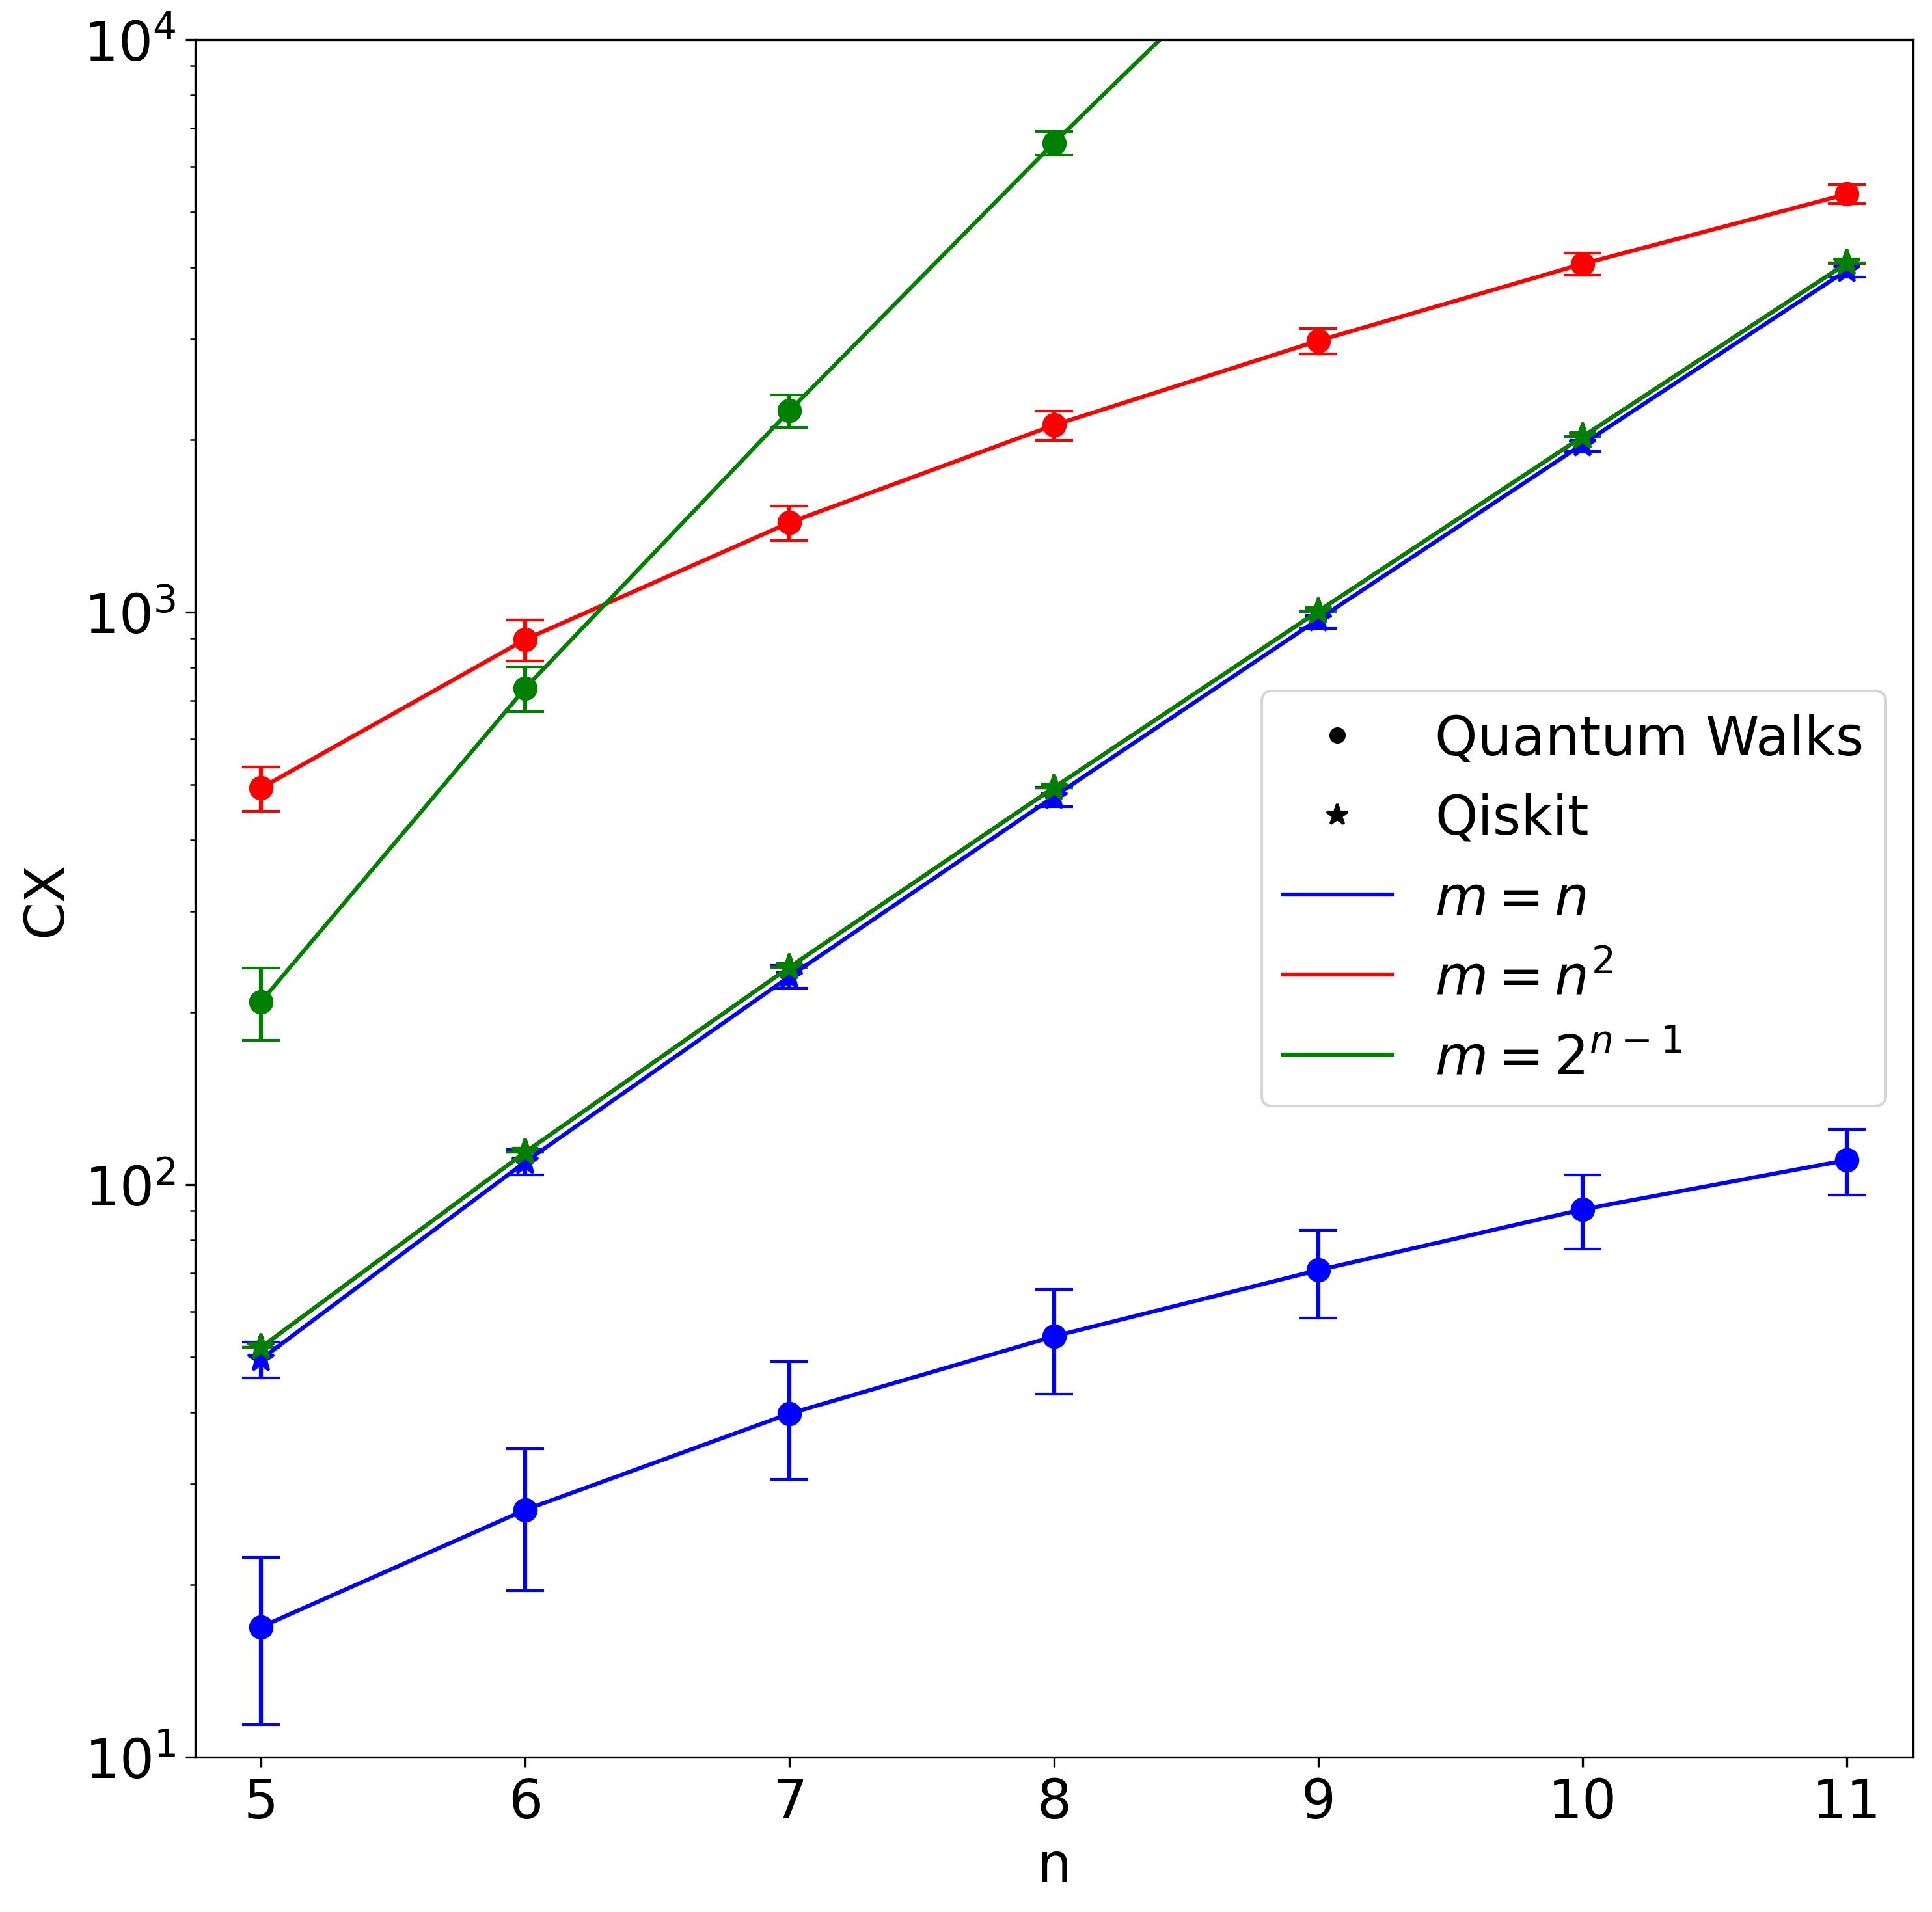 10^4
10^3
10^2
10^1
CX
5 6 7 8 9 10 11
n
Quantum Walks
Qiskit
m = n
m = n^2
m = 2^{n-1}